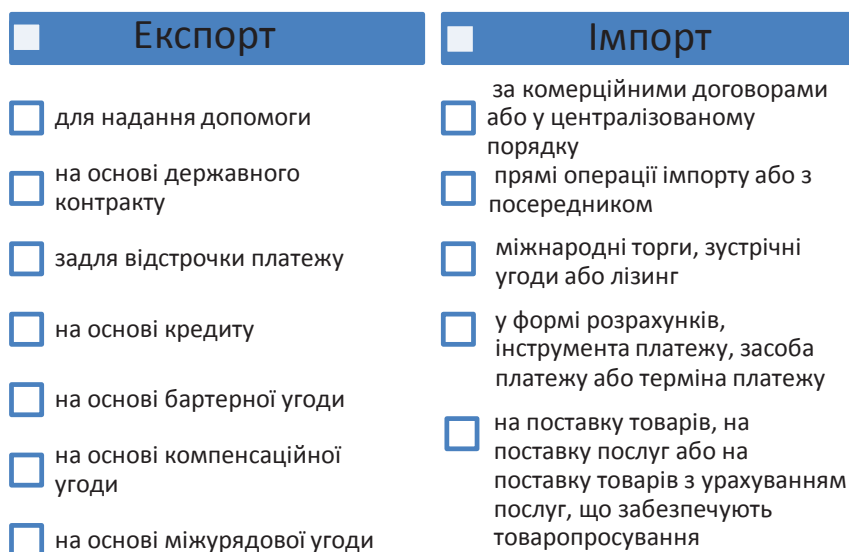 Експорт
для надання допомоги
на основі державного
контракту
задля відстрочки платежу
на основі кредиту
на основі бартерної угоди
на основі компенсаційної
угоди
на основі міжурядової угоди
Імпорт
за комерційними договорами
або у централізованому
порядку
прямі операції імпорту або з
посередником
міжнародні торги, зустрічні
угоди або лізинг
у формі розрахунків,
інструмента платежу, засоба
платежу або терміна платежу
на поставку товарів, на
поставку послуг або на
поставку товарів з урахуванням
послуг, що забезпечують
товаропросування